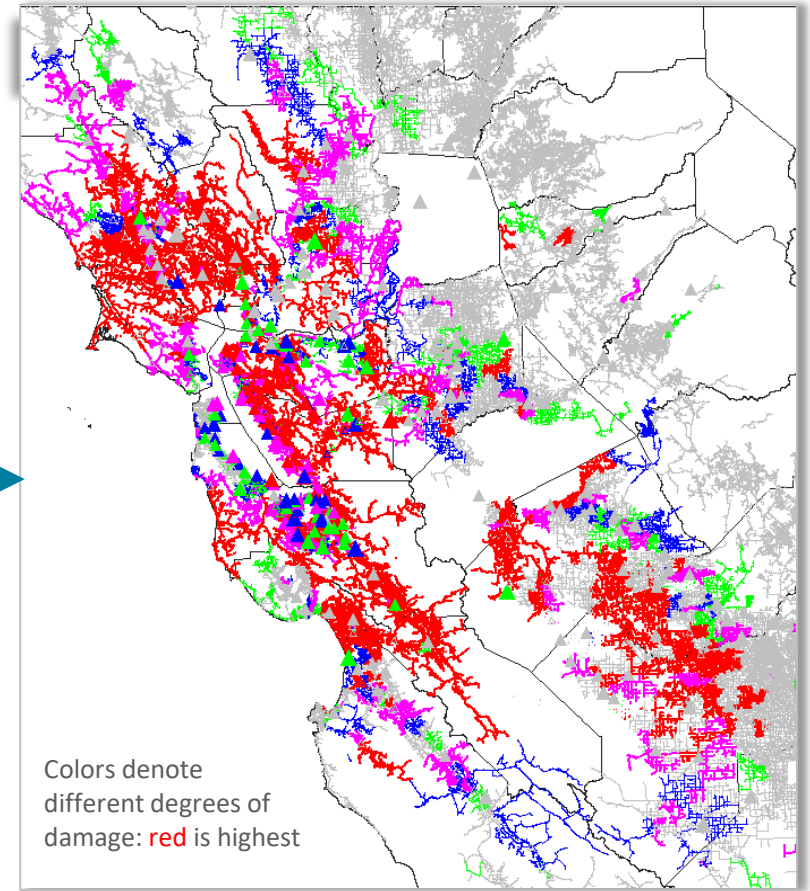 Colors denote
different degrees of
damage: red is highest